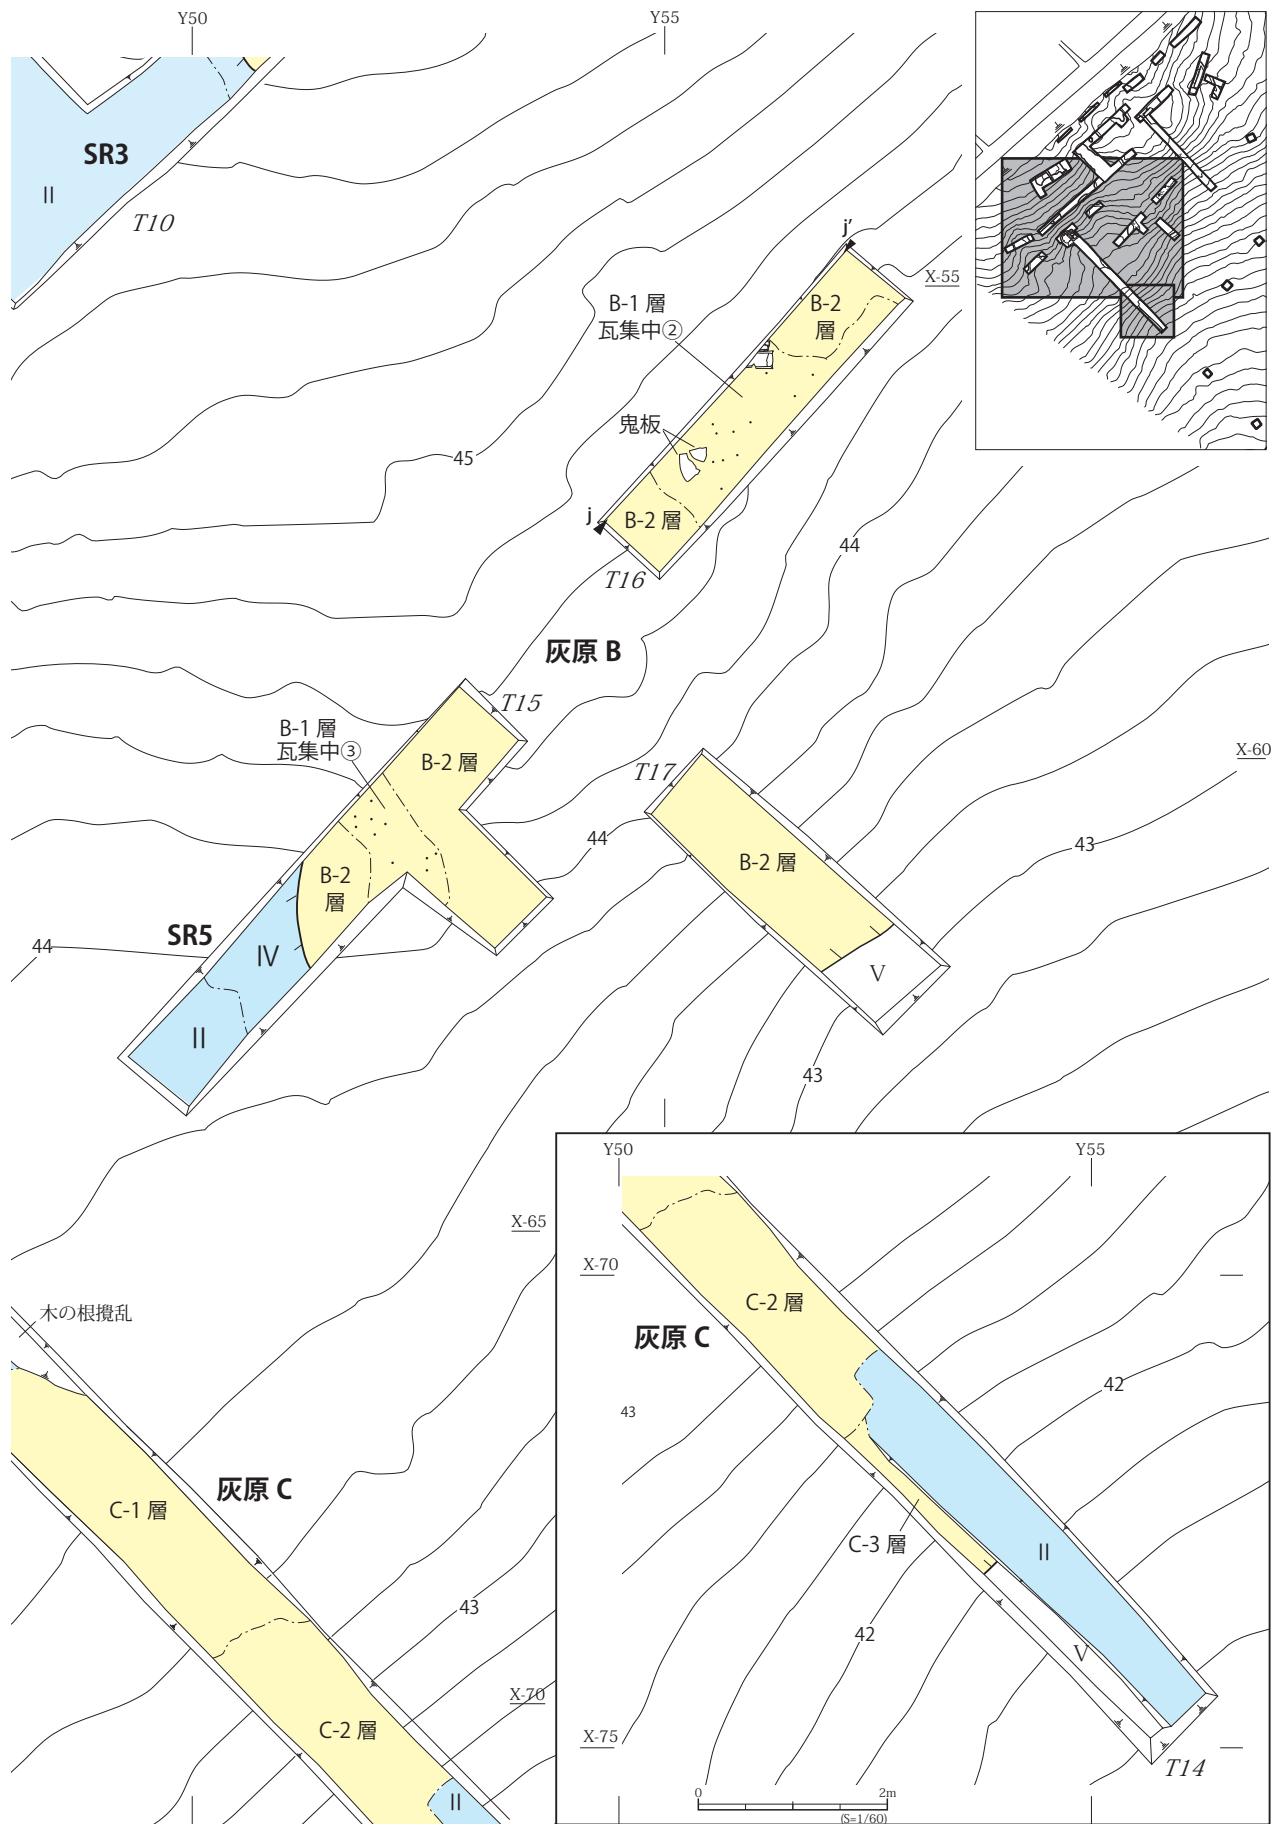 Y50
Y55
SR3
II
T10
j’
X-55
B-1 層
瓦集中②
B-2
層
鬼板
45
j
B-2 層
T16
44
灰原 B
T15
B-1 層
瓦集中③
B-2 層
T17
X-60
44
43
B-2 層
B-2
層
SR5
44
IV
V
II
43
Y50
Y55
X-65
X-70
木の根攪乱
C-2 層
灰原 C
42
43
灰原 C
C-1 層
C-3 層
II
43
42
V
X-70
C-2 層
X-75
T14
II
0
2m
(S=1/60)